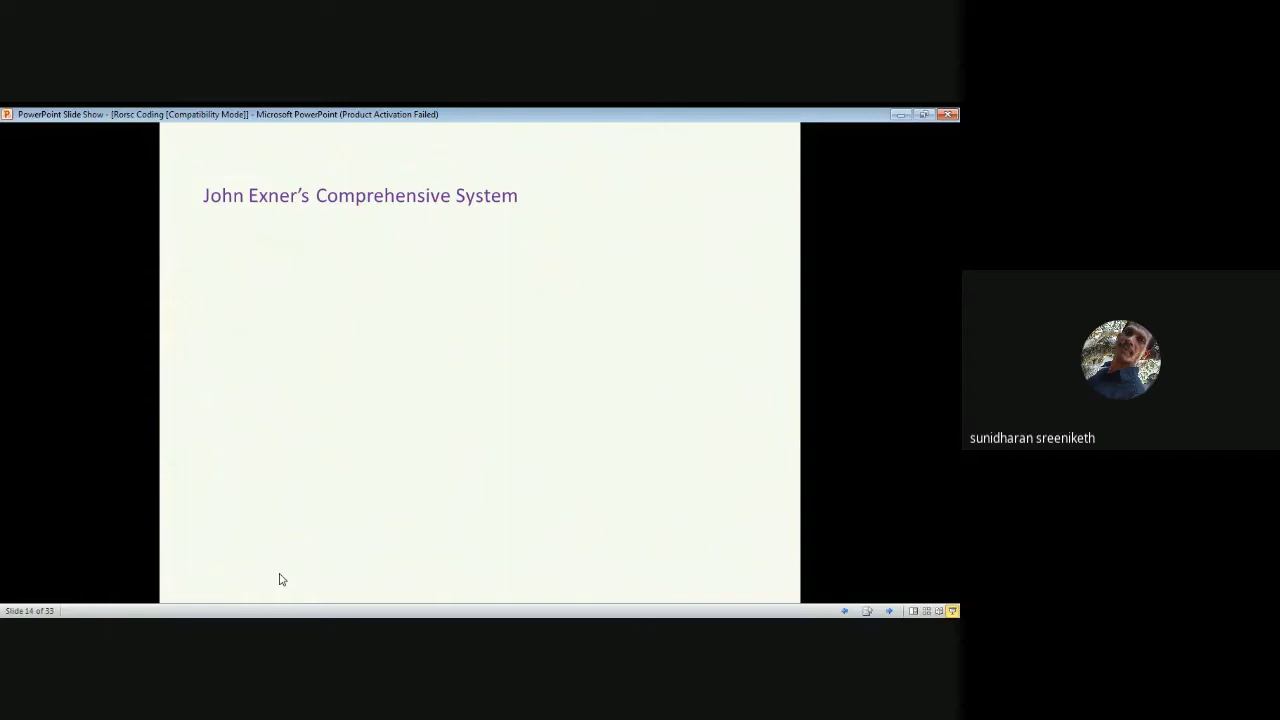 PowerPoint Slide Show - [Rorsc Coding [Compatibility Mode]] - Microsoft PowerPoint (Product Activation Failed)
John Exner’s Comprehensive System
sunidharan sreeniketh
Slide 14 of 33